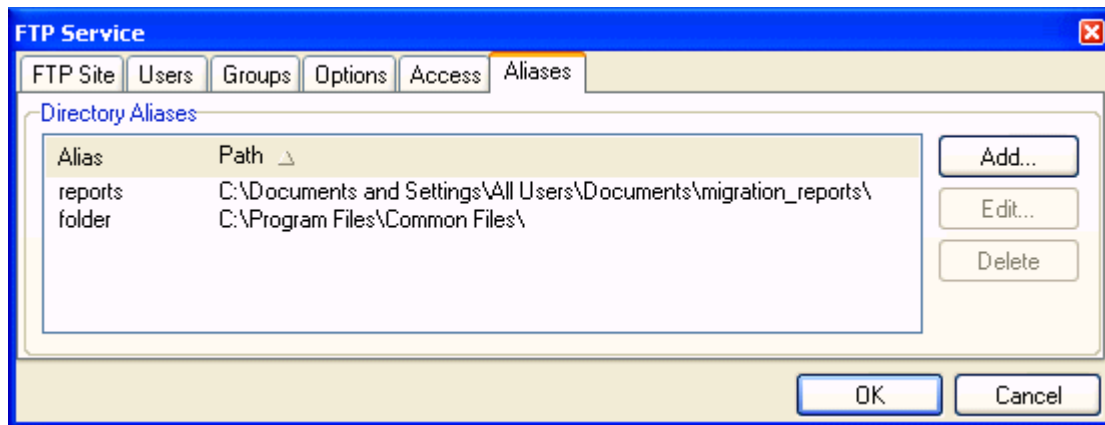 FTP Service
FTP Site Users Groups Options Access Aliases
Directory Aliases
Alias Path
Add...
reports C:\Documents and Settings\All Users\Documents\migration_reports\
folder C:\Program Files\Common Files\
Edit...
Delete
OK Cancel